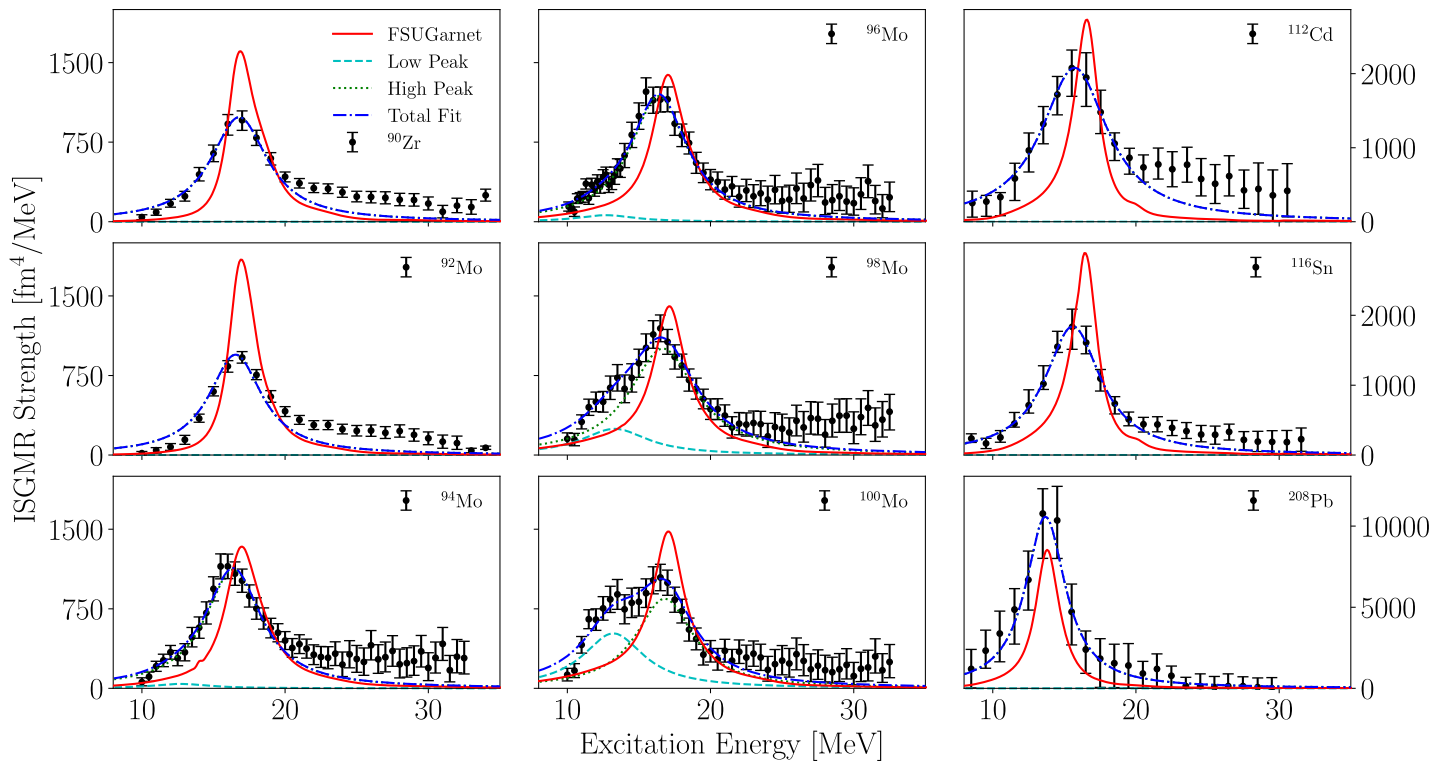 ISGMR Strength [fm⁴/MeV]
1500
750
0
FSUGarnet
Low Peak
High Peak
Total Fit
⁹⁰Zr
⁹⁶Mo
¹¹²Cd
2000
1000
0
1500
750
0
⁹²Mo
⁹⁸Mo
¹¹⁶Sn
2000
1000
0
1500
750
0
⁹⁴Mo
¹⁰⁰Mo
²⁰⁸Pb
10000
5000
0
10 20 30
10 20 30
10 20 30
Excitation Energy [MeV]